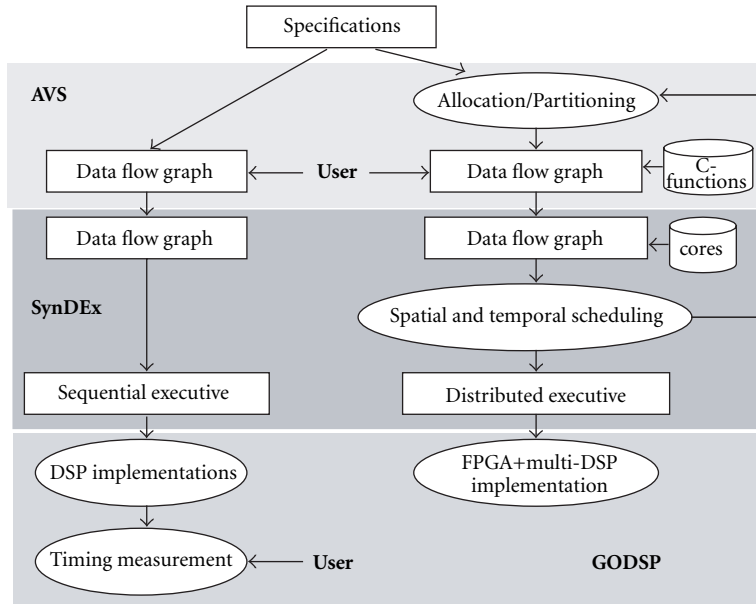 Specifications
AVS
Allocation/Partitioning
Data flow graph
User
Data flow graph
C-
functions
Data flow graph
Data flow graph
cores
SynDEx
Spatial and temporal scheduling
Sequential executive
Distributed executive
DSP implementations
FPGA+multi-DSP
implementation
Timing measurement
User
GODSP